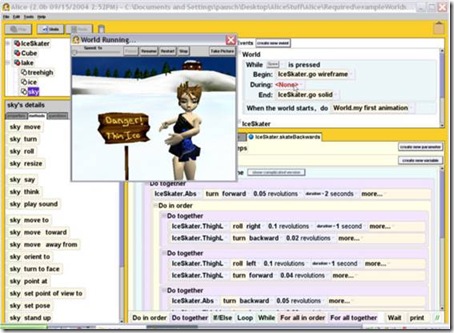 Alice (2.0b 09/15/2004 2:52PM) - C:\Documents and Settings\paunch\Desktop\AliceStuff\Alice\Required\exampleWorlds
File
Trash
Undo
World Running...
Speed: 1x
Pause
Resume
Restart
Stop
Take Picture
IceSkater
Cube
lake
treehigh
ice
sky
Danger!
Thin Ice
Events
create new event
World
While
Space
is pressed
Begin:
IceSkater.go wireframe
During:
<None>
End:
IceSkater.go solid
When the world starts, do
World.my first animation
IceSkater
sky's details
properties
methods
functions
sky move
sky turn
sky roll
sky resize
sky say
sky think
sky play sound
sky move to
sky move toward
sky move away from
sky orient to
sky turn to face
sky point at
sky set point of view to
sky set pose
sky stand up
IceSkater.skateBackwards
create new parameter
create new variable
Do together
IceSkater.Abs turn forward 0.05 revolutions duration = 2 seconds more...
Do in order
Do together
IceSkater.ThighL roll right 0.1 revolutions duration = 1 second more...
IceSkater.ThighL turn backward 0.02 revolutions more...
Do together
IceSkater.ThighL roll left 0.1 revolutions duration = 1 second more...
IceSkater.ThighL turn forward 0.04 revolutions more...
Do together
IceSkater.Abs turn backward 0.05 revolutions duration = 2 seconds more...
Do in order
Do together
If/Else
Loop
While
For all in order
For all together
Wait
print
//